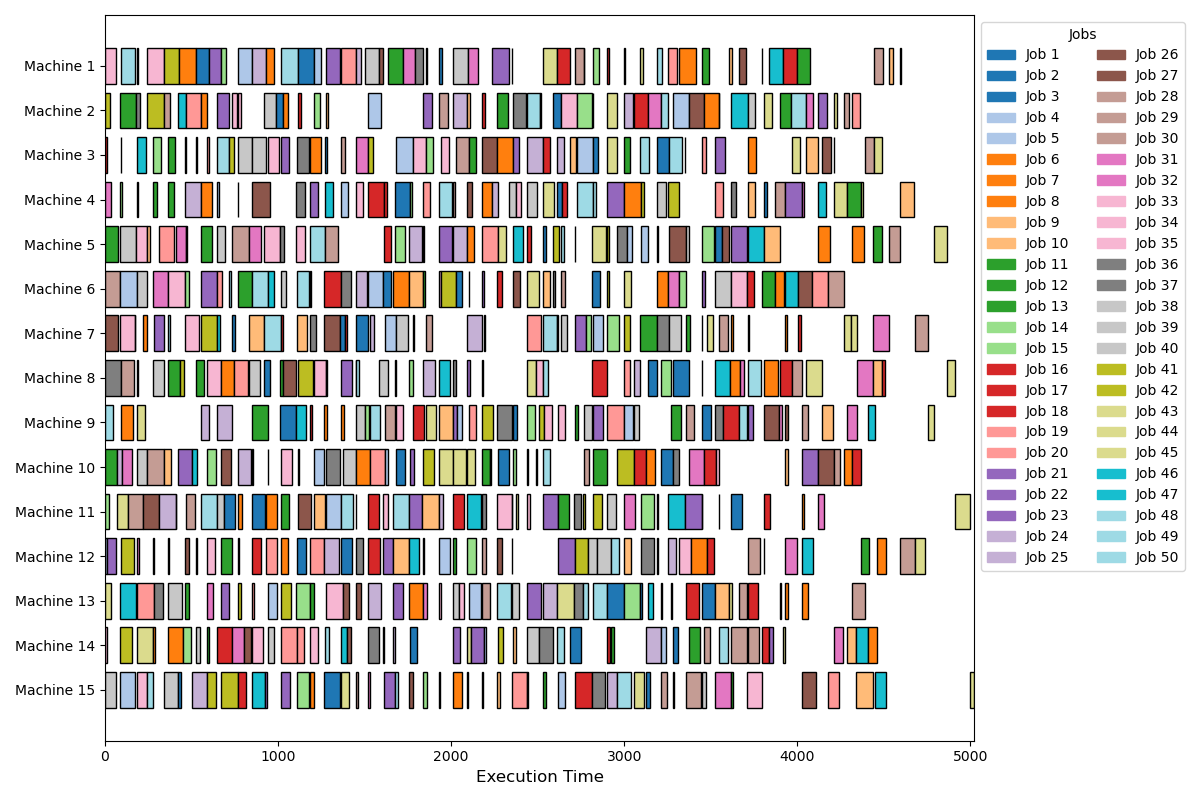 Machine 1
Machine 2
Machine 3
Machine 4
Machine 5
Machine 6
Machine 7
Machine 8
Machine 9
Machine 10
Machine 11
Machine 12
Machine 13
Machine 14
Machine 15
0 1000 2000 3000 4000 5000
Execution Time
Jobs
Job 1
Job 2
Job 3
Job 4
Job 5
Job 6
Job 7
Job 8
Job 9
Job 10
Job 11
Job 12
Job 13
Job 14
Job 15
Job 16
Job 17
Job 18
Job 19
Job 20
Job 21
Job 22
Job 23
Job 24
Job 25
Job 26
Job 27
Job 28
Job 29
Job 30
Job 31
Job 32
Job 33
Job 34
Job 35
Job 36
Job 37
Job 38
Job 39
Job 40
Job 41
Job 42
Job 43
Job 44
Job 45
Job 46
Job 47
Job 48
Job 49
Job 50